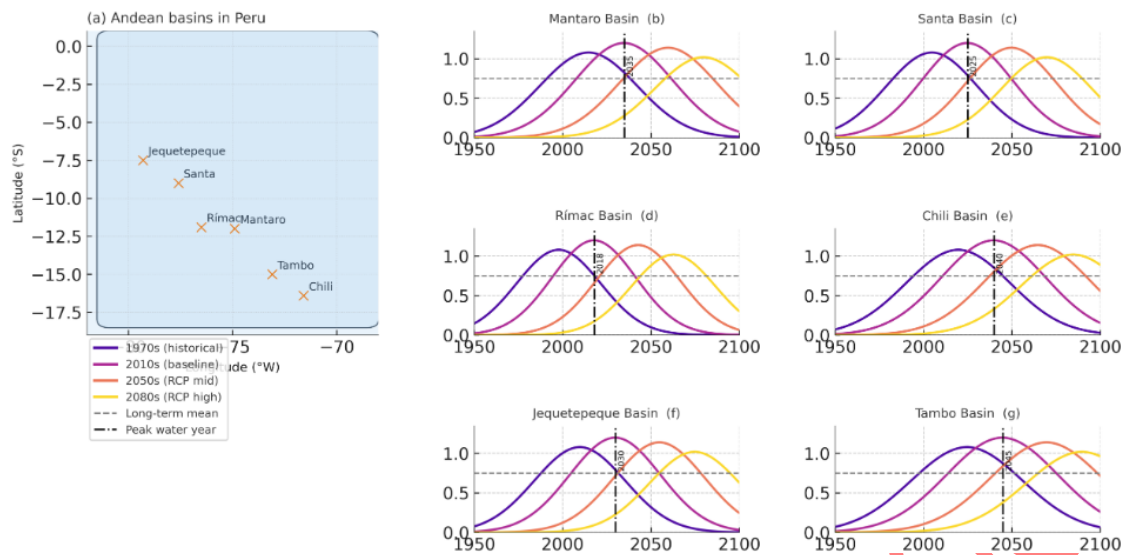 (a) Andean basins in Peru
Latitude (°S)
0.0
−2.5
−5.0
−7.5
−10.0
−12.5
−15.0
−17.5
Jequetepeque
Santa
Rímac
Mantaro
Tambo
Chili
−75
−70
(°W)
1970s (historical)
2010s (baseline)
2050s (RCP mid)
2080s (RCP high)
Long-term mean
Peak water year
Mantaro Basin (b)
1.0
0.5
0.0
2035
1950
2000
2050
2100
Santa Basin (c)
1.0
0.5
0.0
2025
1950
2000
2050
2100
Rímac Basin (d)
1.0
0.5
0.0
2018
1950
2000
2050
2100
Chili Basin (e)
1.0
0.5
0.0
2040
1950
2000
2050
2100
Jequetepeque Basin (f)
1.0
0.5
0.0
2030
1950
2000
2050
2100
Tambo Basin (g)
1.0
0.5
0.0
2045
1950
2000
2050
2100